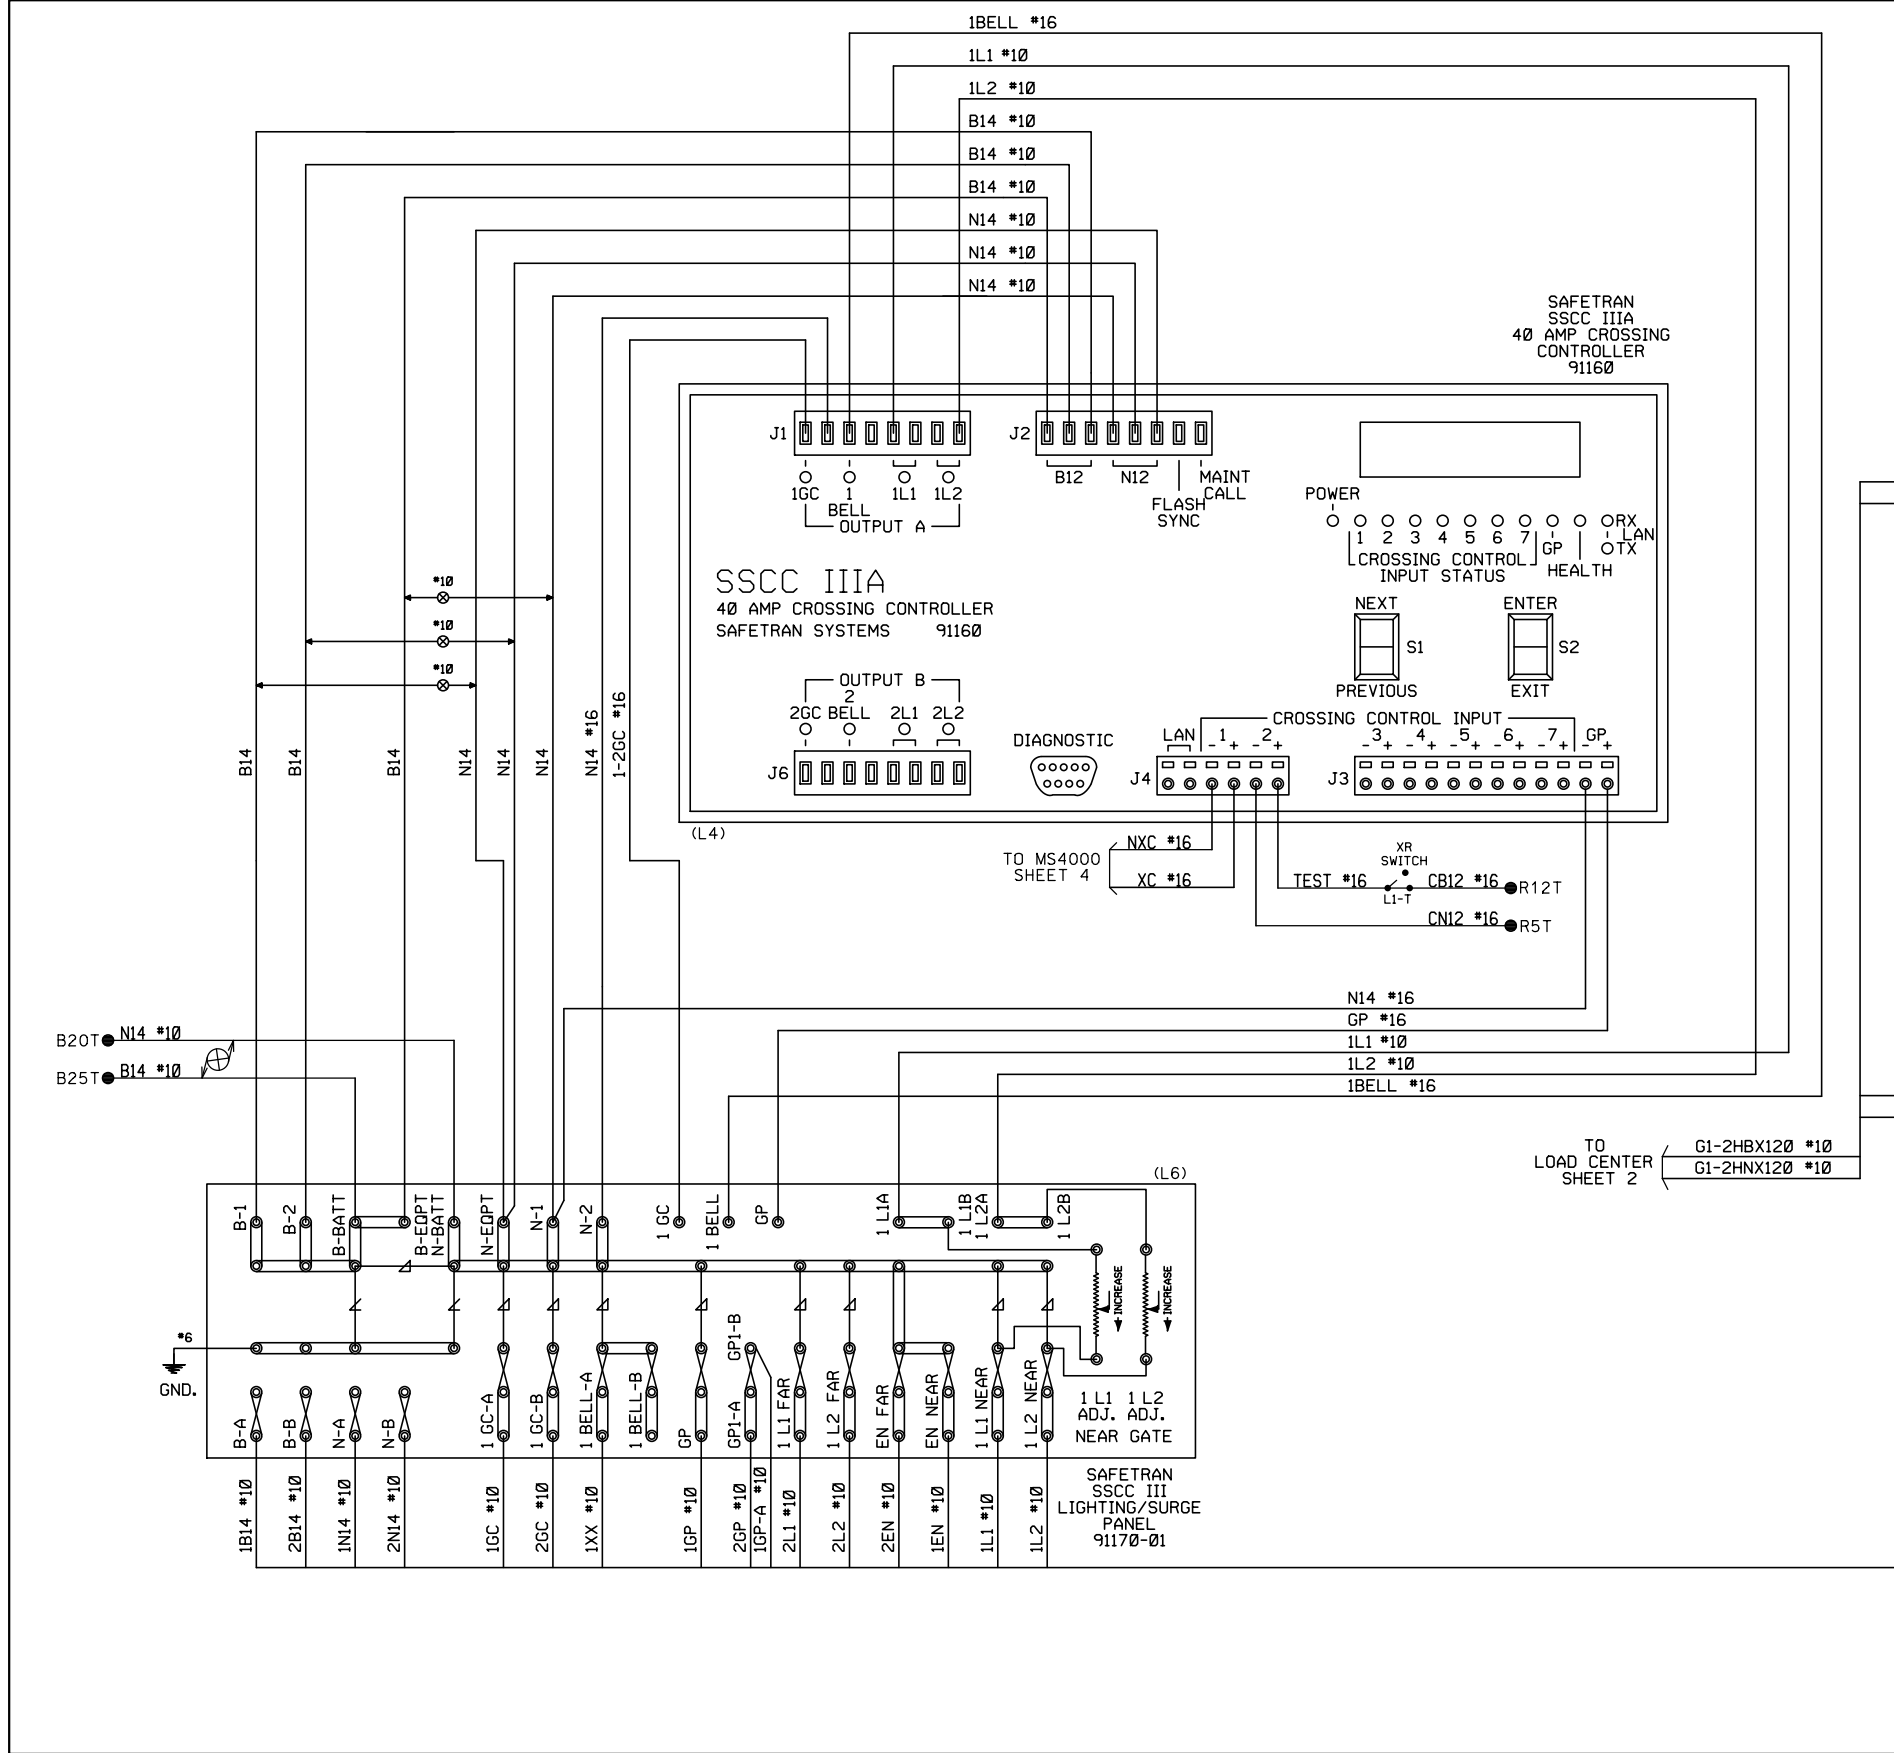 1BELL #16
1L1 #10
1L2 #10
B14 #10
B14 #10
B14 #10
N14 #10
N14 #10
N14 #10
SAFETRAN
SSCC IIIA
40 AMP CROSSING
CONTROLLER
91160
J1
J2
1GC
1
BELL
1L1
1L2
OUTPUT A
B12
N12
MAINT
CALL
FLASH
SYNC
POWER
1 2 3 4 5 6 7
GP
RX
LAN
TX
CROSSING CONTROL
INPUT STATUS
HEALTH
SSCC IIIA
40 AMP CROSSING CONTROLLER
SAFETRAN SYSTEMS 91160
NEXT
S1
PREVIOUS
ENTER
S2
EXIT
#10
#10
#10
B14
B14
B14
N14
N14
N14
N14 #16
1-2GC #16
OUTPUT B
2
2GC BELL 2L1 2L2
J6
DIAGNOSTIC
CROSSING CONTROL INPUT
LAN
- 1 +
- 2 +
J4
- 3 +
- 4 +
- 5 +
- 6 +
- 7 +
- GP +
J3
(L4)
TO MS4000
SHEET 4
NXC #16
XC #16
XR
SWITCH
TEST #16
L1-T
CB12 #16
R12T
CN12 #16
R5T
N14 #16
GP #16
1L1 #10
1L2 #10
1BELL #16
B20T
N14 #10
B25T
B14 #10
TO
LOAD CENTER
SHEET 2
G1-2HBX120 #10
G1-2HNX120 #10
(L6)
B-1
B-2
B-BATT
B-EQPT
N-BATT
N-EQPT
N-1
N-2
1 GC
1 BELL
GP
1 L1A
1 L1B
1 L2A
1 L2B
INCREASE
INCREASE
#6
GND.
B-A
B-B
N-A
N-B
1 GC-A
1 GC-B
1 BELL-A
1 BELL-B
GP
GP1-A
GP1-B
1 L1 FAR
1 L2 FAR
EN FAR
EN NEAR
1 L1 NEAR
1 L2 NEAR
1 L1 1 L2
ADJ. ADJ.
NEAR GATE
SAFETRAN
SSCC III
LIGHTING/SURGE
PANEL
91170-01
1B14 #10
2B14 #10
1N14 #10
2N14 #10
1GC #10
2GC #10
1XX #10
1GP #10
2GP #10
1GP-A #10
2L1 #10
2L2 #10
2EN #10
1EN #10
1L1 #10
1L2 #10